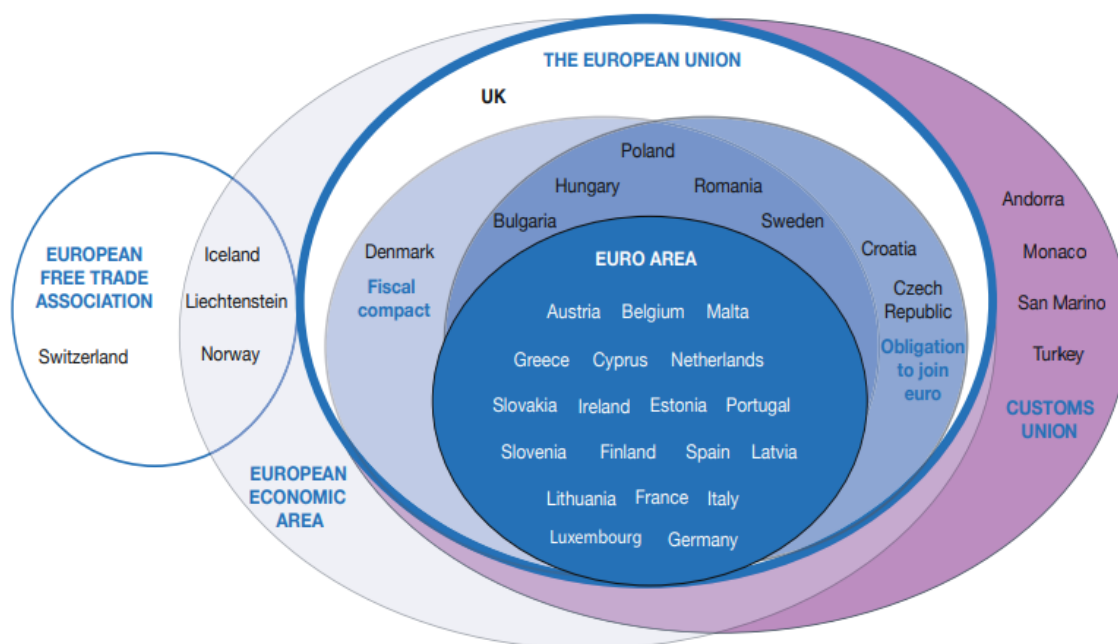 THE EUROPEAN UNION
UK
Poland
Hungary Romania
Bulgaria Sweden
Andorra
Denmark
Croatia
EUROPEAN
FREE TRADE
ASSOCIATION
Iceland
Liechtenstein
Norway
Switzerland
Fiscal
compact
EURO AREA
Czech
Republic
Obligation
to join
euro
Monaco
San Marino
Turkey
CUSTOMS
UNION
Austria Belgium Malta
Greece Cyprus Netherlands
Slovakia Ireland Estonia Portugal
Slovenia Finland Spain Latvia
Lithuania France Italy
Luxembourg Germany
EUROPEAN
ECONOMIC
AREA